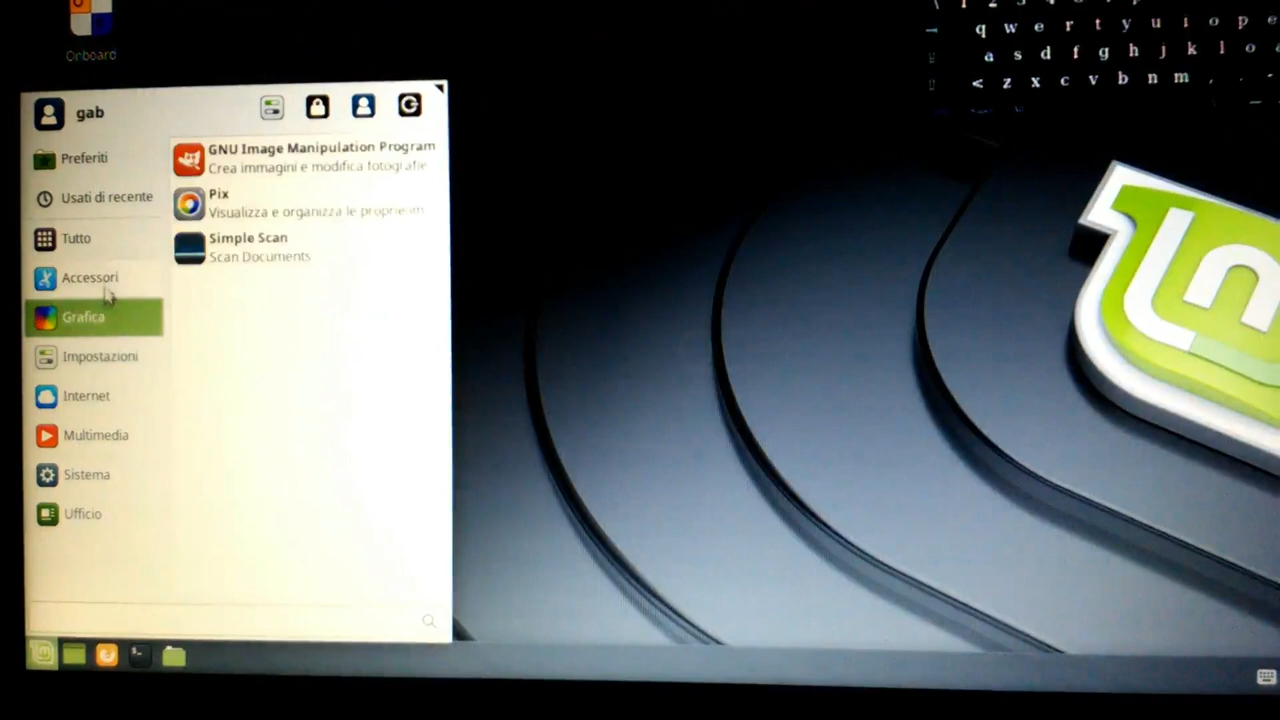 Onboard
q w e r t y u i o p e
a s d f g h j k l o
< z x c v b n m , . -
gab
Preferiti
Usati di recente
Tutto
Accessori
Grafica
Impostazioni
Internet
Multimedia
Sistema
Ufficio
GNU Image Manipulation Program
Crea immagini e modifica fotografie
Pix
Visualizza e organizza le proprie im
Simple Scan
Scan Documents